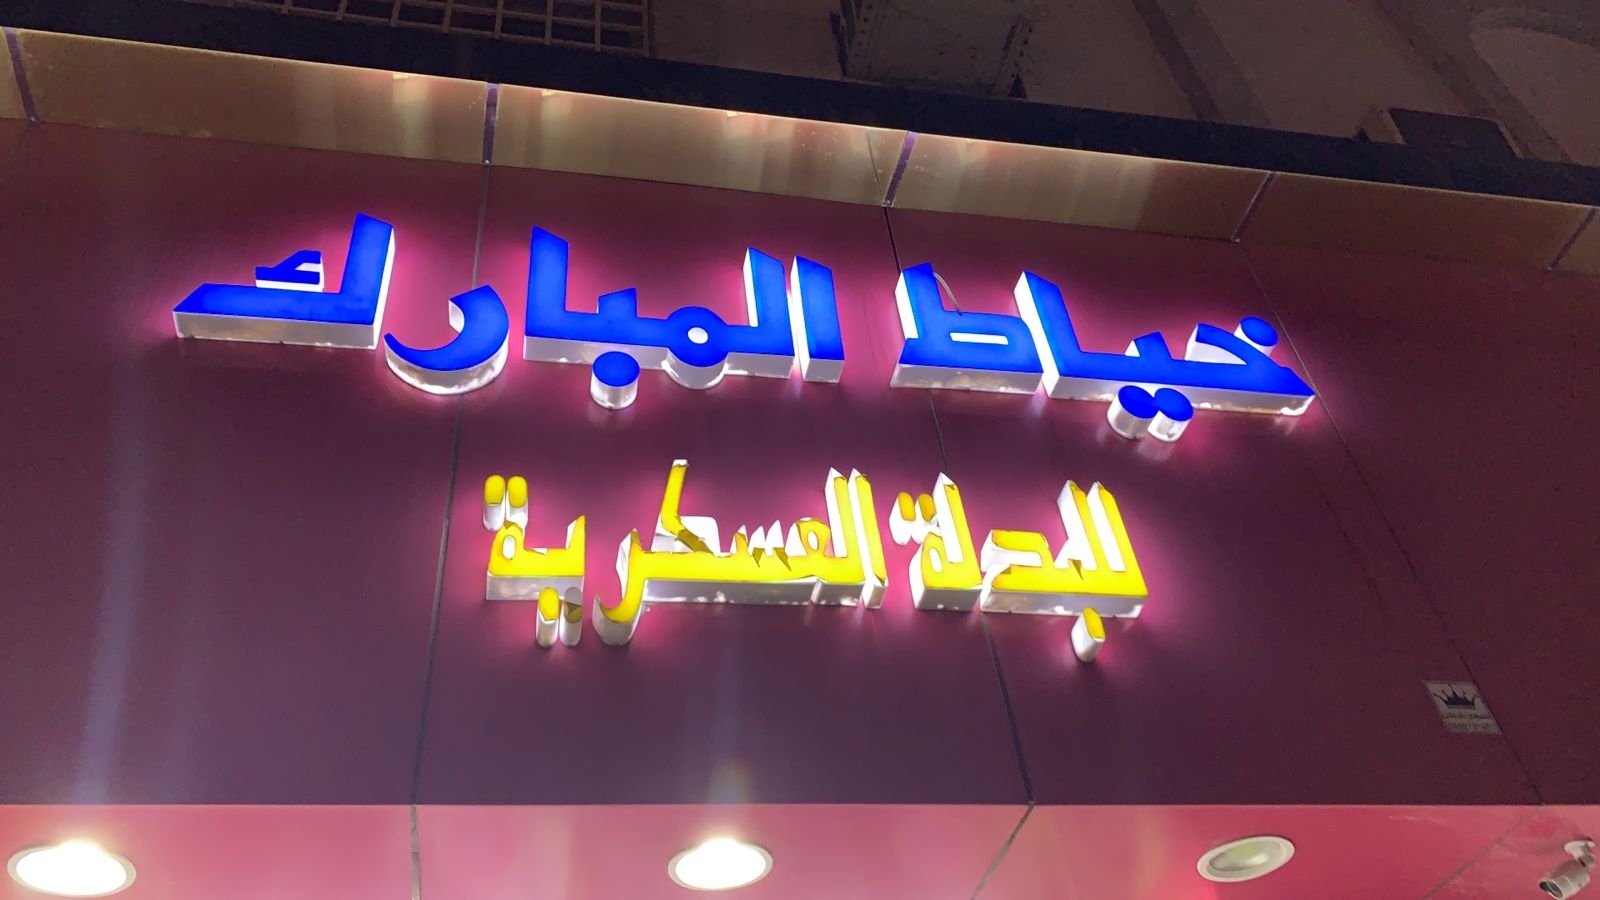 خياط المبارك
للبدلة العسكرية